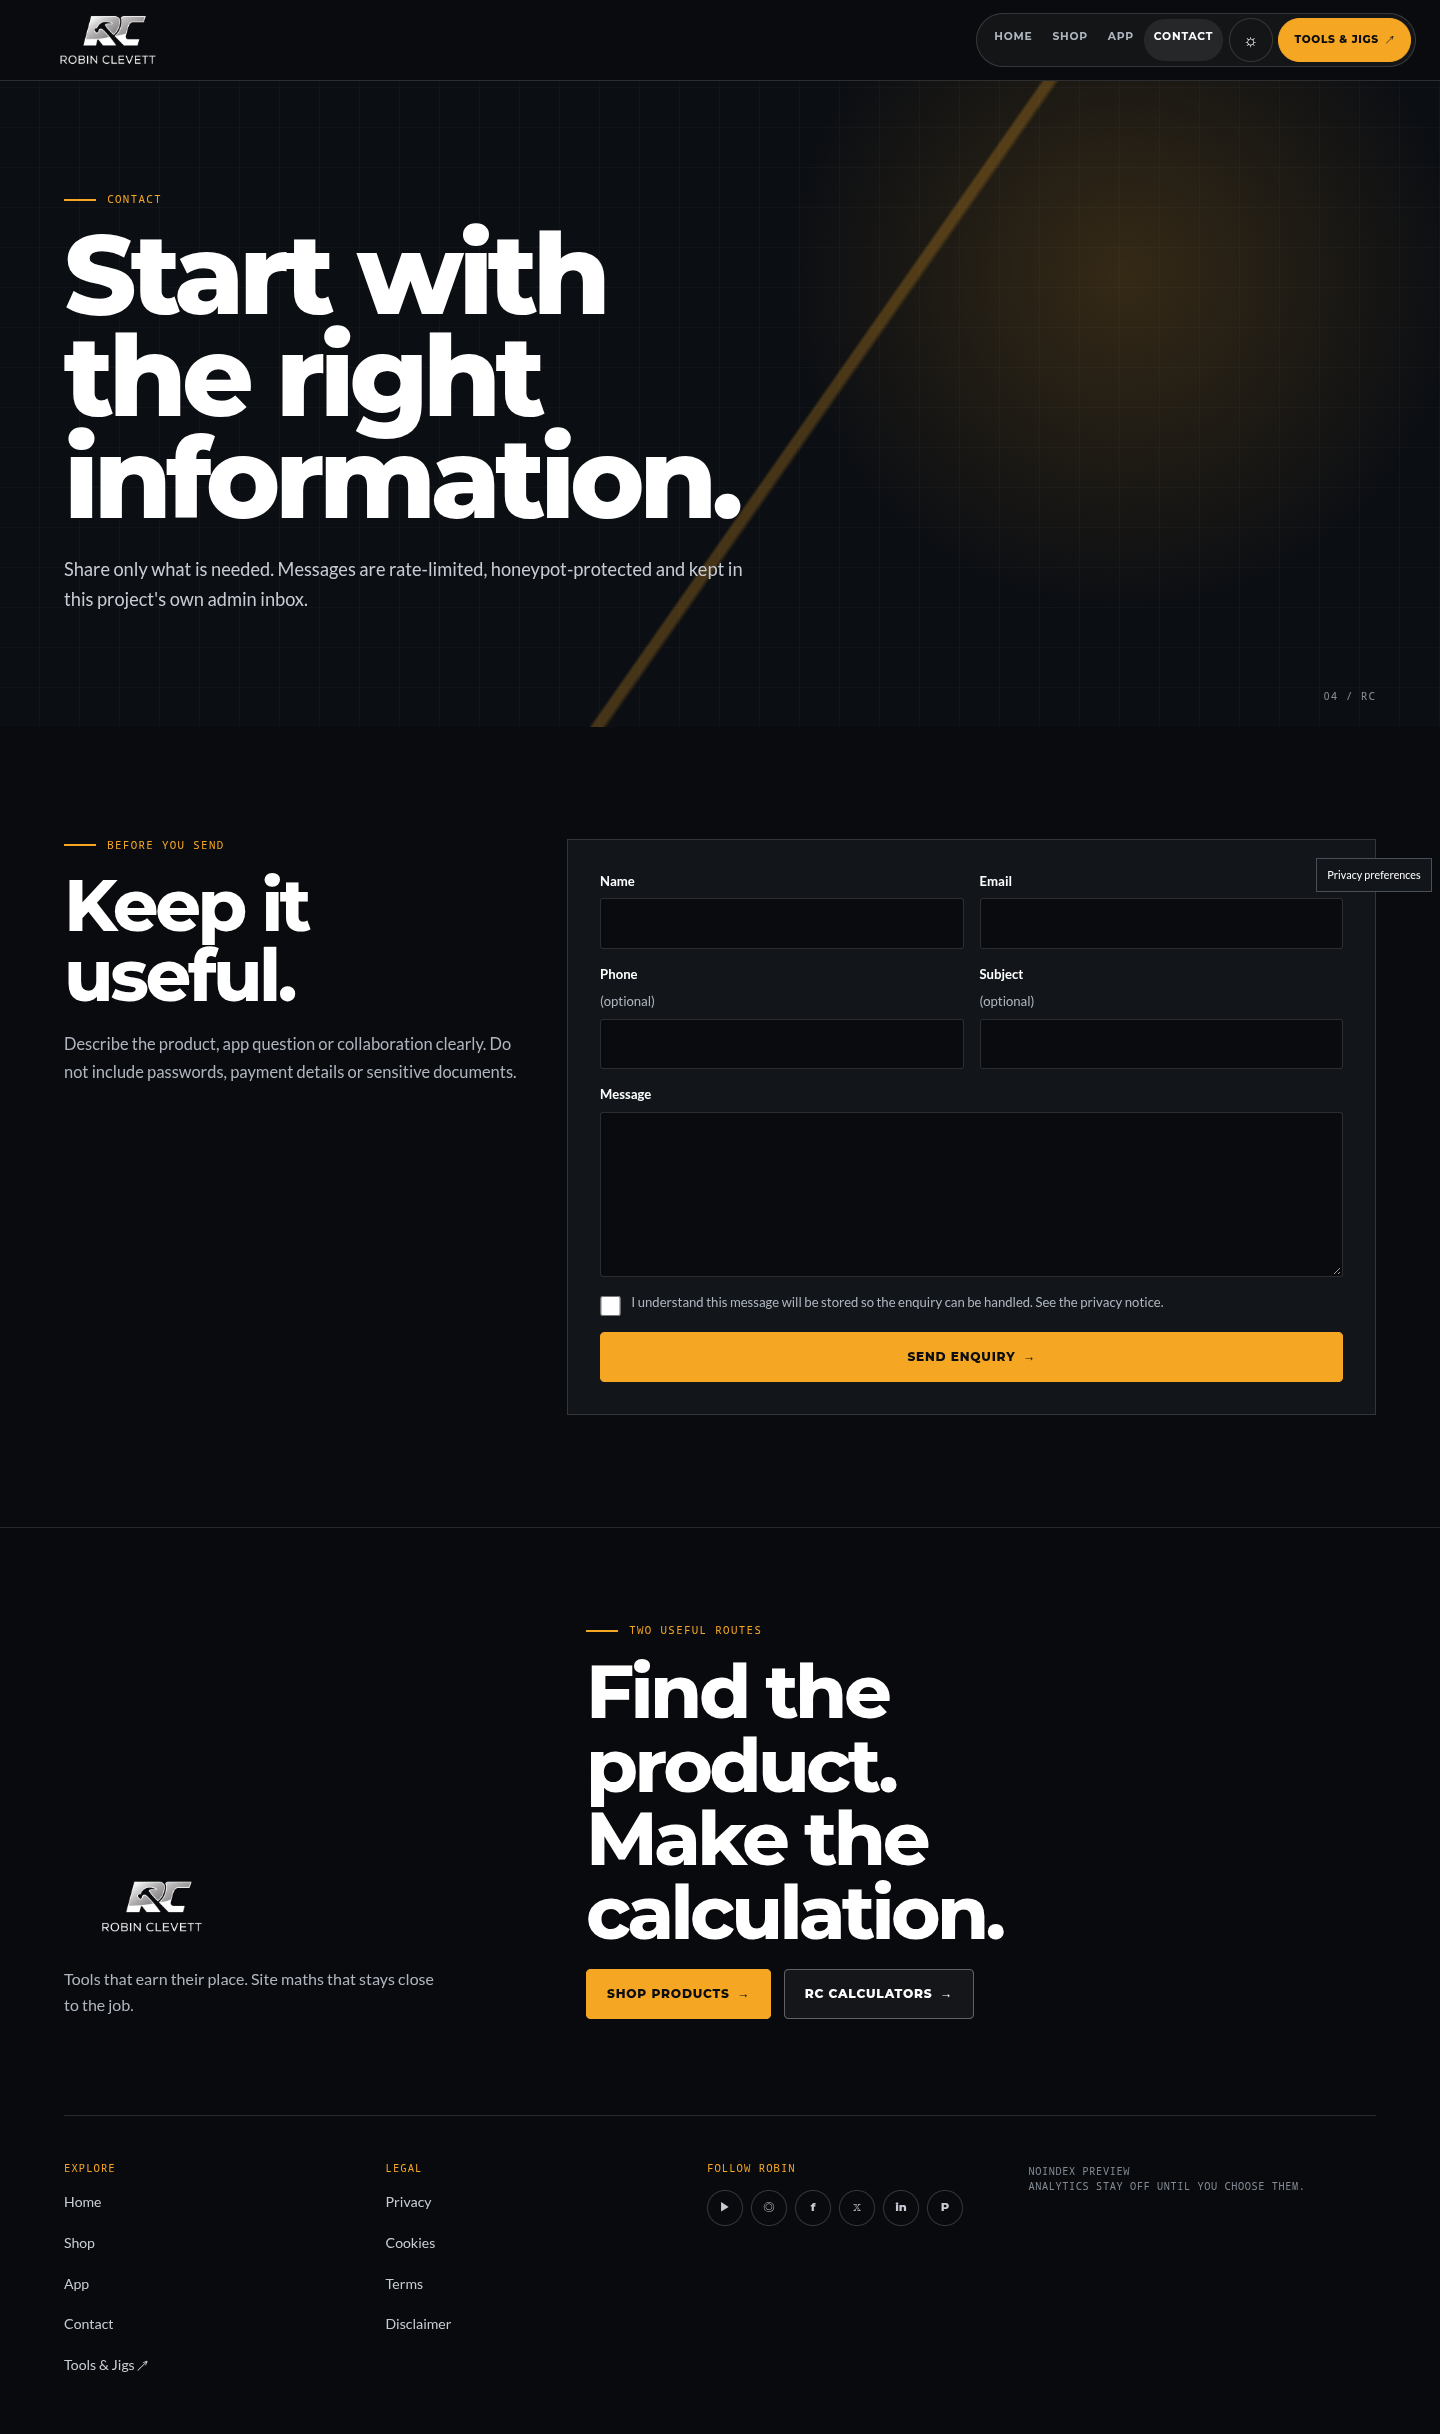 RC
ROBIN CLEVETT
HOME SHOP APP CONTACT ☼ TOOLS & JIGS ↗
CONTACT
Start with
the right
information.
Share only what is needed. Messages are rate-limited, honeypot-protected and kept in
this project's own admin inbox.
04 / RC
BEFORE YOU SEND
Keep it
useful.
Describe the product, app question or collaboration clearly. Do
not include passwords, payment details or sensitive documents.
Privacy preferences
Name Email
Phone Subject
(optional) (optional)
Message
I understand this message will be stored so the enquiry can be handled. See the privacy notice.
SEND ENQUIRY →
TWO USEFUL ROUTES
Find the
product.
Make the
calculation.
SHOP PRODUCTS → RC CALCULATORS →
RC
ROBIN CLEVETT
Tools that earn their place. Site maths that stays close
to the job.
EXPLORE
Home
Shop
App
Contact
Tools & Jigs ↗
LEGAL
Privacy
Cookies
Terms
Disclaimer
FOLLOW ROBIN
▶ ◎ f 𝕏 in P
NOINDEX PREVIEW
ANALYTICS STAY OFF UNTIL YOU CHOOSE THEM.